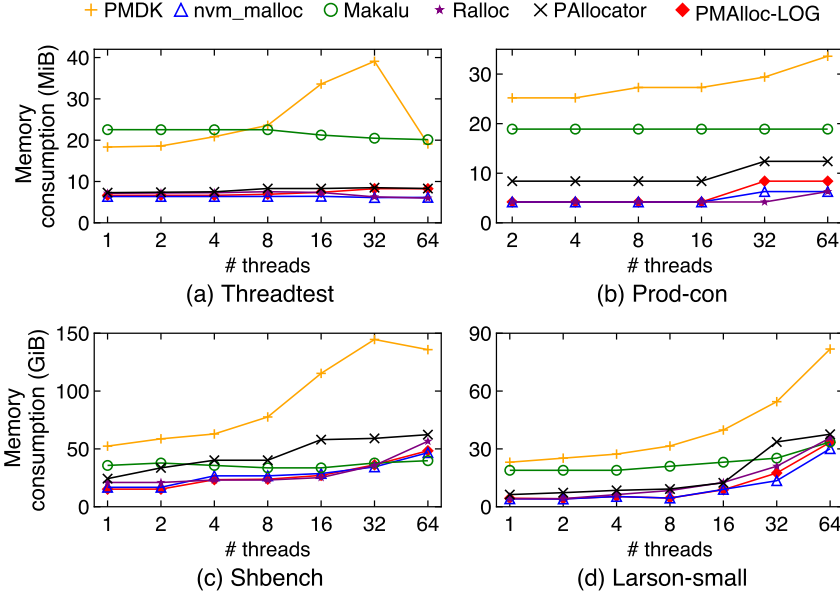 PMDK nvm_malloc Makalu Ralloc PAllocator PMAlloc-LOG
Memory
consumption (MiB)
40
30
20
10
0
1 2 4 8 16 32 64
# threads
(a) Threadtest
30
20
10
0
2 4 8 16 32 64
# threads
(b) Prod-con
Memory
consumption (GiB)
150
100
50
0
1 2 4 8 16 32 64
# threads
(c) Shbench
90
60
30
0
1 2 4 8 16 32 64
# threads
(d) Larson-small